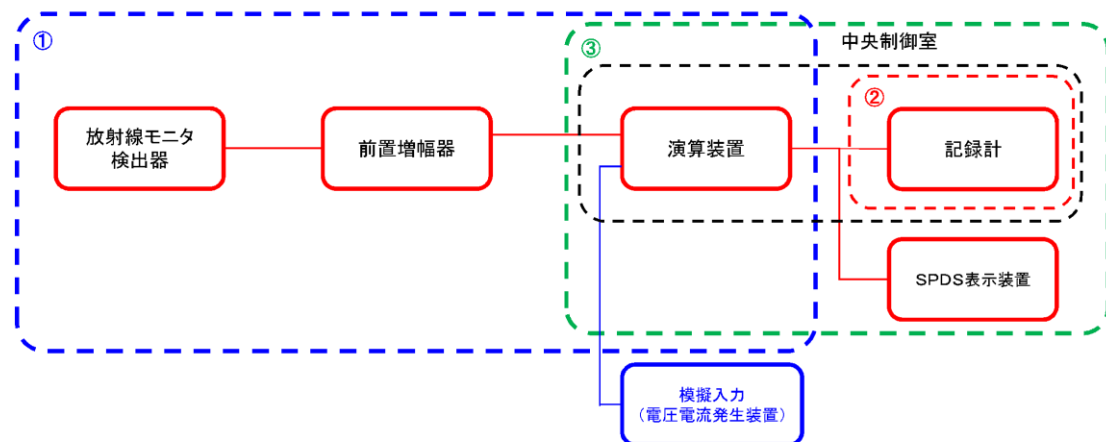 ①
③
中央制御室
②
放射線モニタ
検出器
前置増幅器
演算装置
記録計
SPDS表示装置
模擬入力
（電圧電流発生装置）